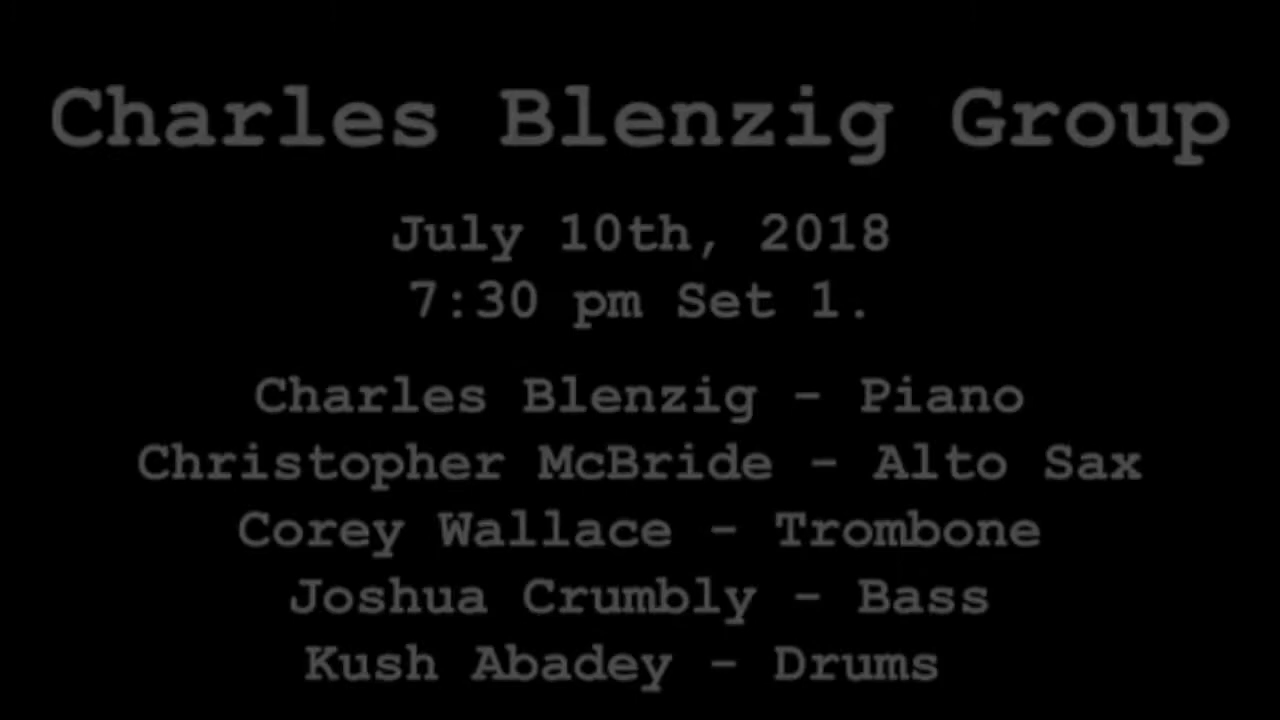 Charles Blenzig Group
July 10th, 2018
7:30 pm Set 1.
Charles Blenzig - Piano
Christopher McBride - Alto Sax
Corey Wallace - Trombone
Joshua Crumbly - Bass
Kush Abadey - Drums